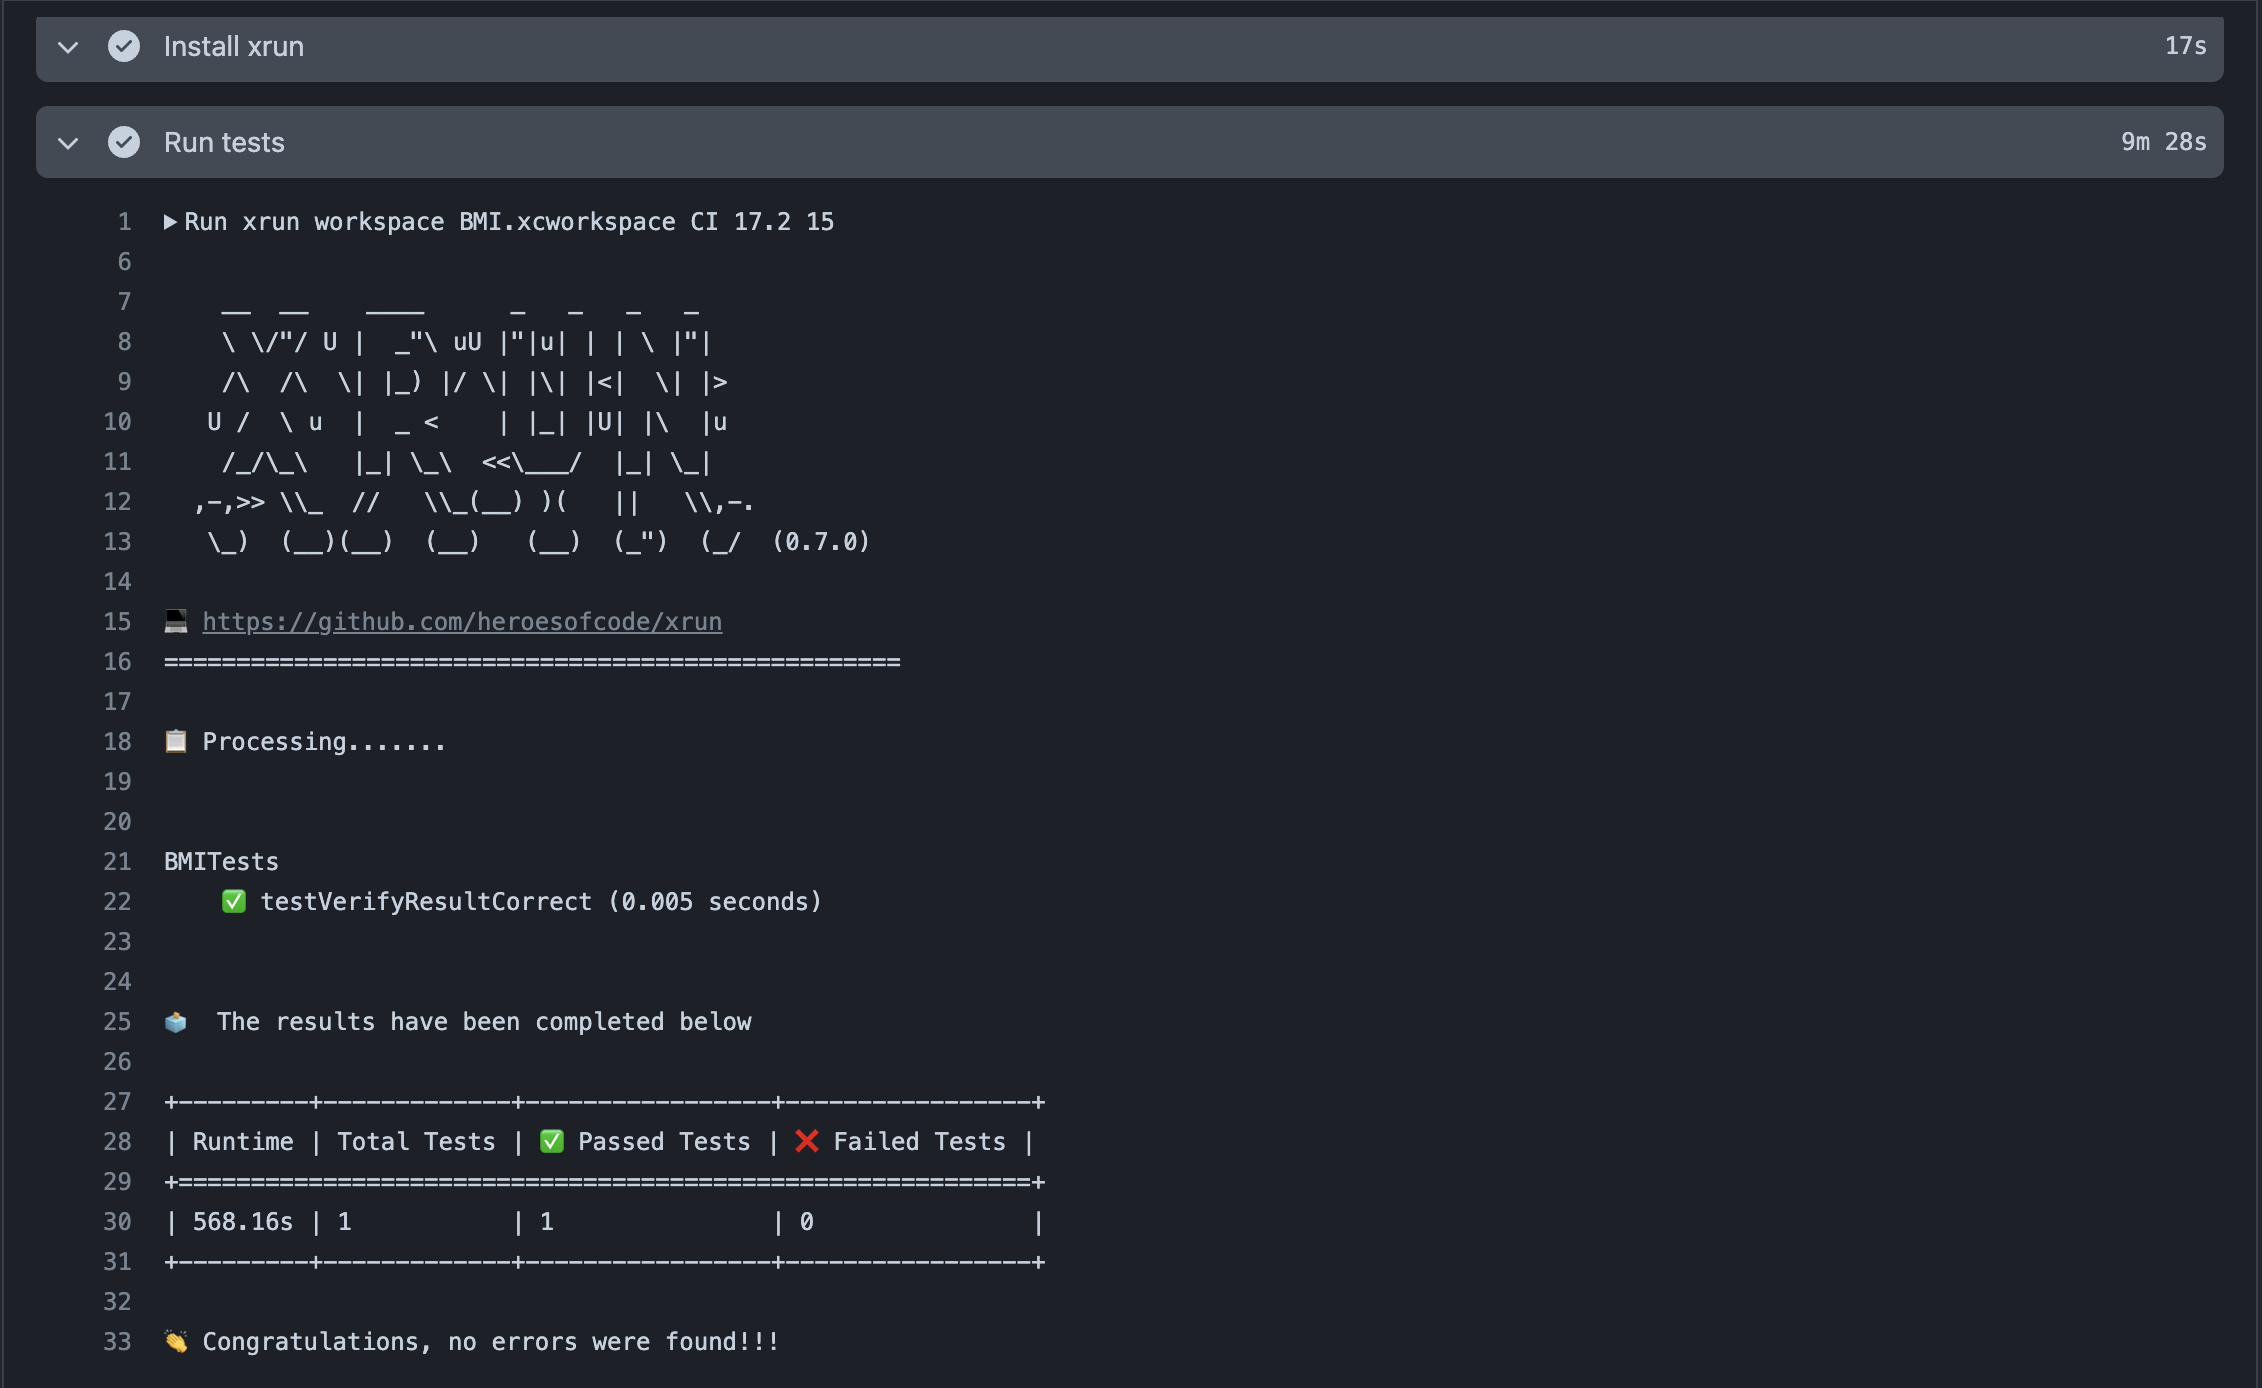 Install xrun 17s
Run tests 9m 28s
1 ▶Run xrun workspace BMI.xcworkspace CI 17.2 15
6
7     __  __    ____      _   _   _   _
8     \ \/"/ U |  _"\ uU |"|u| | | \ |"|
9     /\  /\  \| |_) |/ \| |\| |<|  \| |>
10    U /  \ u  |  _ <    | |_| |U| |\  |u
11     /_/\_\   |_| \_\  <<\___/  |_| \_|
12   ,-,>> \\_  //   \\_(__) )(   ||   \\,-.
13    \_)  (__)(__)  (__)   (__)  (_")  (_/  (0.7.0)
14
15 💻 https://github.com/heroesofcode/xrun
16 ===================================================
17
18 📋 Processing.......
19
20
21 BMITests
22     ✅ testVerifyResultCorrect (0.005 seconds)
23
24
25 🗳️  The results have been completed below
26
27 +---------+-------------+-----------------+-----------------+
28 | Runtime | Total Tests | ✅ Passed Tests | ❌ Failed Tests |
29 +===========================================================+
30 | 568.16s | 1           | 1               | 0               |
31 +---------+-------------+-----------------+-----------------+
32
33 👏 Congratulations, no errors were found!!!